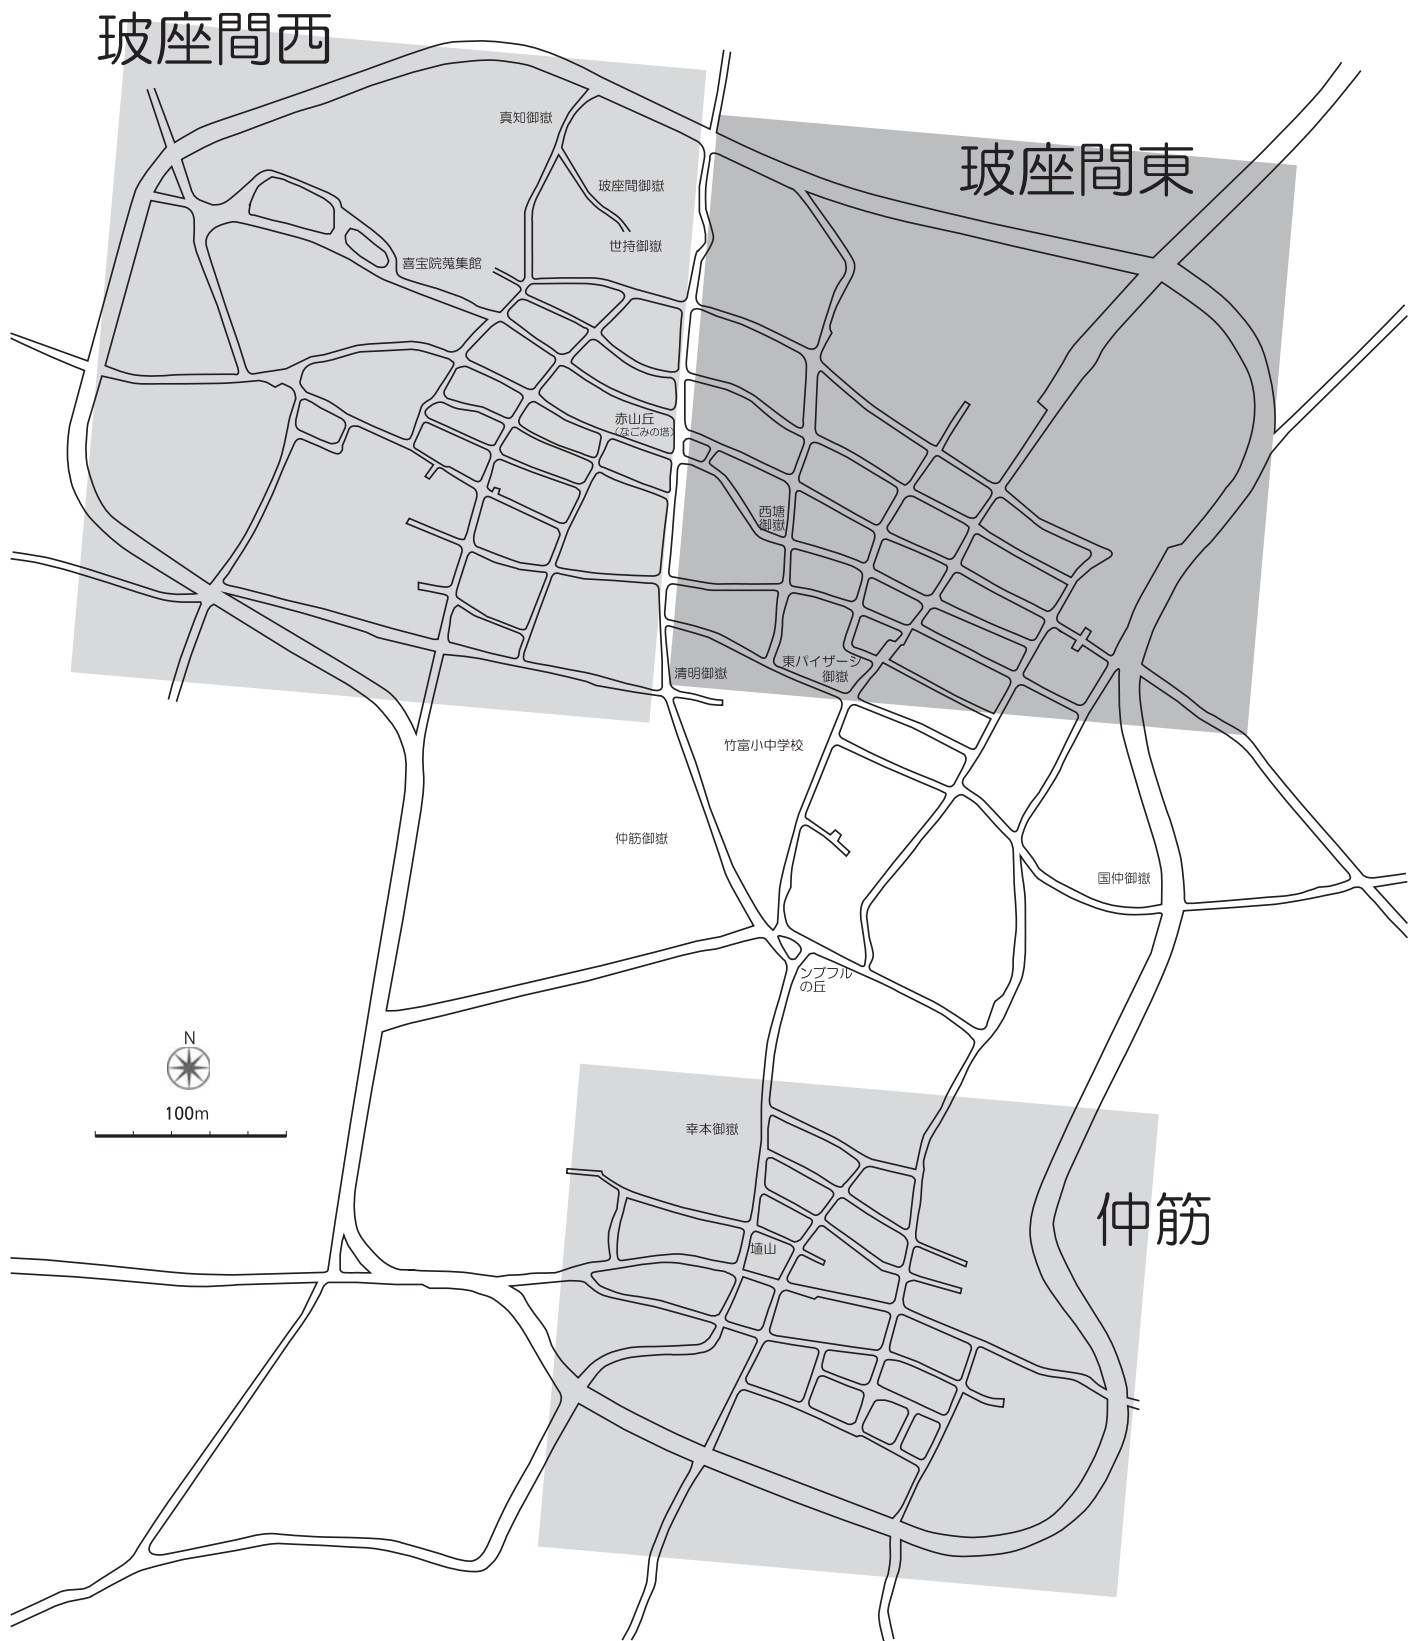 玻座間西
真知御嶽
玻座間東
玻座間御嶽
世持御嶽
喜宝院蒐集館
赤山丘
(なごみの塔)
西塘
御嶽
東パイザーシ
御嶽
清明御嶽
竹富小中学校
仲筋御嶽
国仲御嶽
ンブフル
の丘
N
100m
幸本御嶽
仲筋
埴山